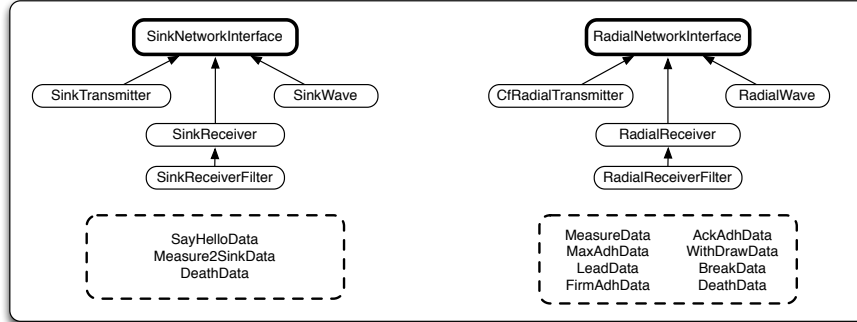 SinkNetworkInterface
SinkTransmitter
SinkWave
SinkReceiver
SinkReceiverFilter
SayHelloData
Measure2SinkData
DeathData
RadialNetworkInterface
CfRadialTransmitter
RadialWave
RadialReceiver
RadialReceiverFilter
MeasureData AckAdhData
MaxAdhData WithDrawData
LeadData BreakData
FirmAdhData DeathData